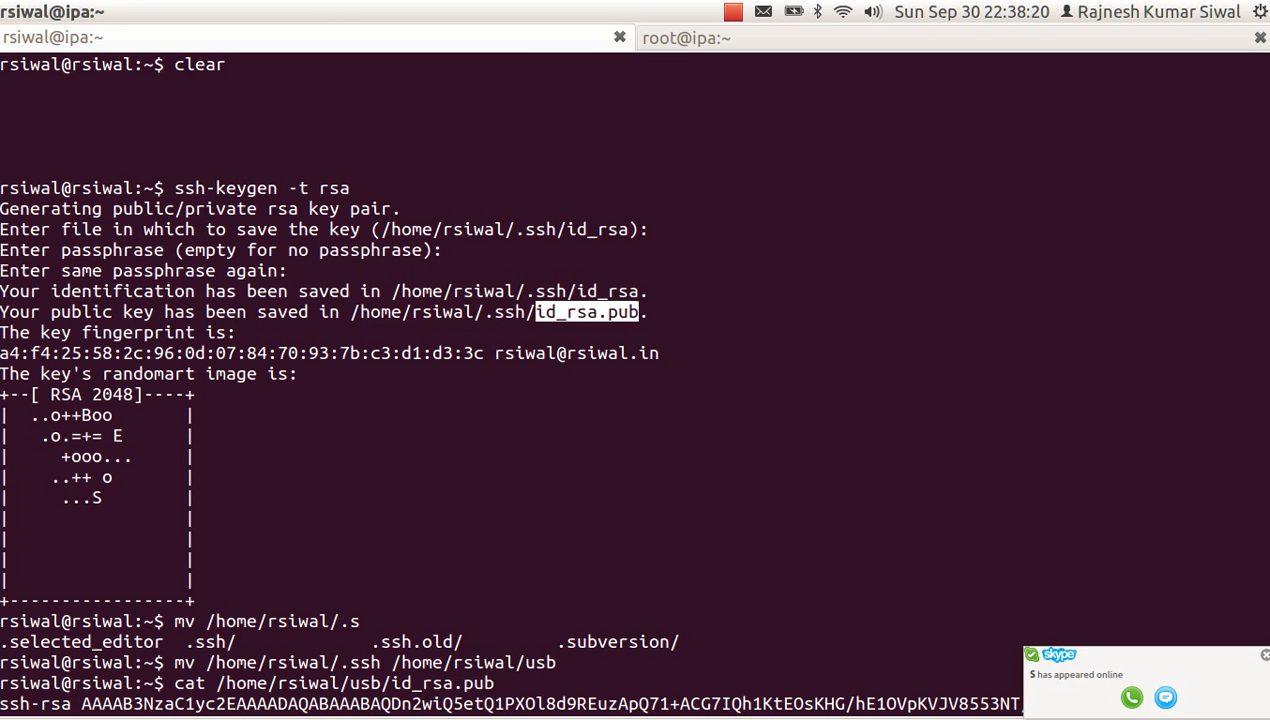 rsiwal@ipa:~ Sun Sep 30 22:38:20 Rajnesh Kumar Siwal
rsiwal@ipa:~ root@ipa:~
rsiwal@rsiwal:~$ clear
rsiwal@rsiwal:~$ ssh-keygen -t rsa
Generating public/private rsa key pair.
Enter file in which to save the key (/home/rsiwal/.ssh/id_rsa):
Enter passphrase (empty for no passphrase):
Enter same passphrase again:
Your identification has been saved in /home/rsiwal/.ssh/id_rsa.
Your public key has been saved in /home/rsiwal/.ssh/id_rsa.pub.
The key fingerprint is:
a4:f4:25:58:2c:96:0d:07:84:70:93:7b:c3:d1:d3:3c rsiwal@rsiwal.in
The key's randomart image is:
+--[ RSA 2048]----+
|   ..o++Boo       |
|    .o.=+= E      |
|      +ooo...     |
|     ..++ o       |
|      ...S        |
|                  |
|                  |
|                  |
|                  |
+-----------------+
rsiwal@rsiwal:~$ mv /home/rsiwal/.s
.selected_editor .ssh/ .ssh.old/ .subversion/
rsiwal@rsiwal:~$ mv /home/rsiwal/.ssh /home/rsiwal/usb
rsiwal@rsiwal:~$ cat /home/rsiwal/usb/id_rsa.pub
ssh-rsa AAAAB3NzaC1yc2EAAAADAQABAAABAQDn2wiQ5etQ1PXOl8d9REuzApQ71+ACG7IQh1KtEOsKHG/hE1OVpKVJV8553NT
skype
S has appeared online